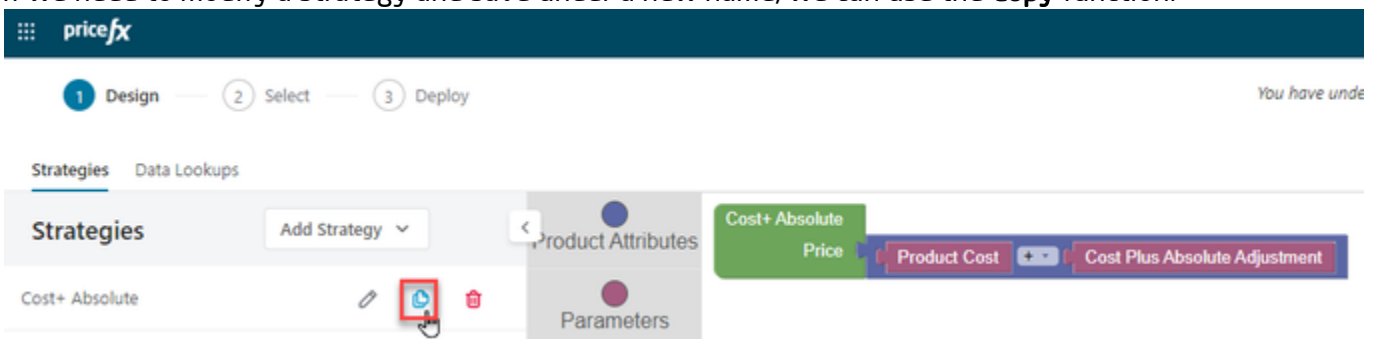 pricefx
1 Design 2 Select 3 Deploy
You have unde
Strategies Data Lookups
Strategies Add Strategy
Product Attributes
Parameters
Cost+ Absolute
Cost+ Absolute
Price Product Cost + Cost Plus Absolute Adjustment